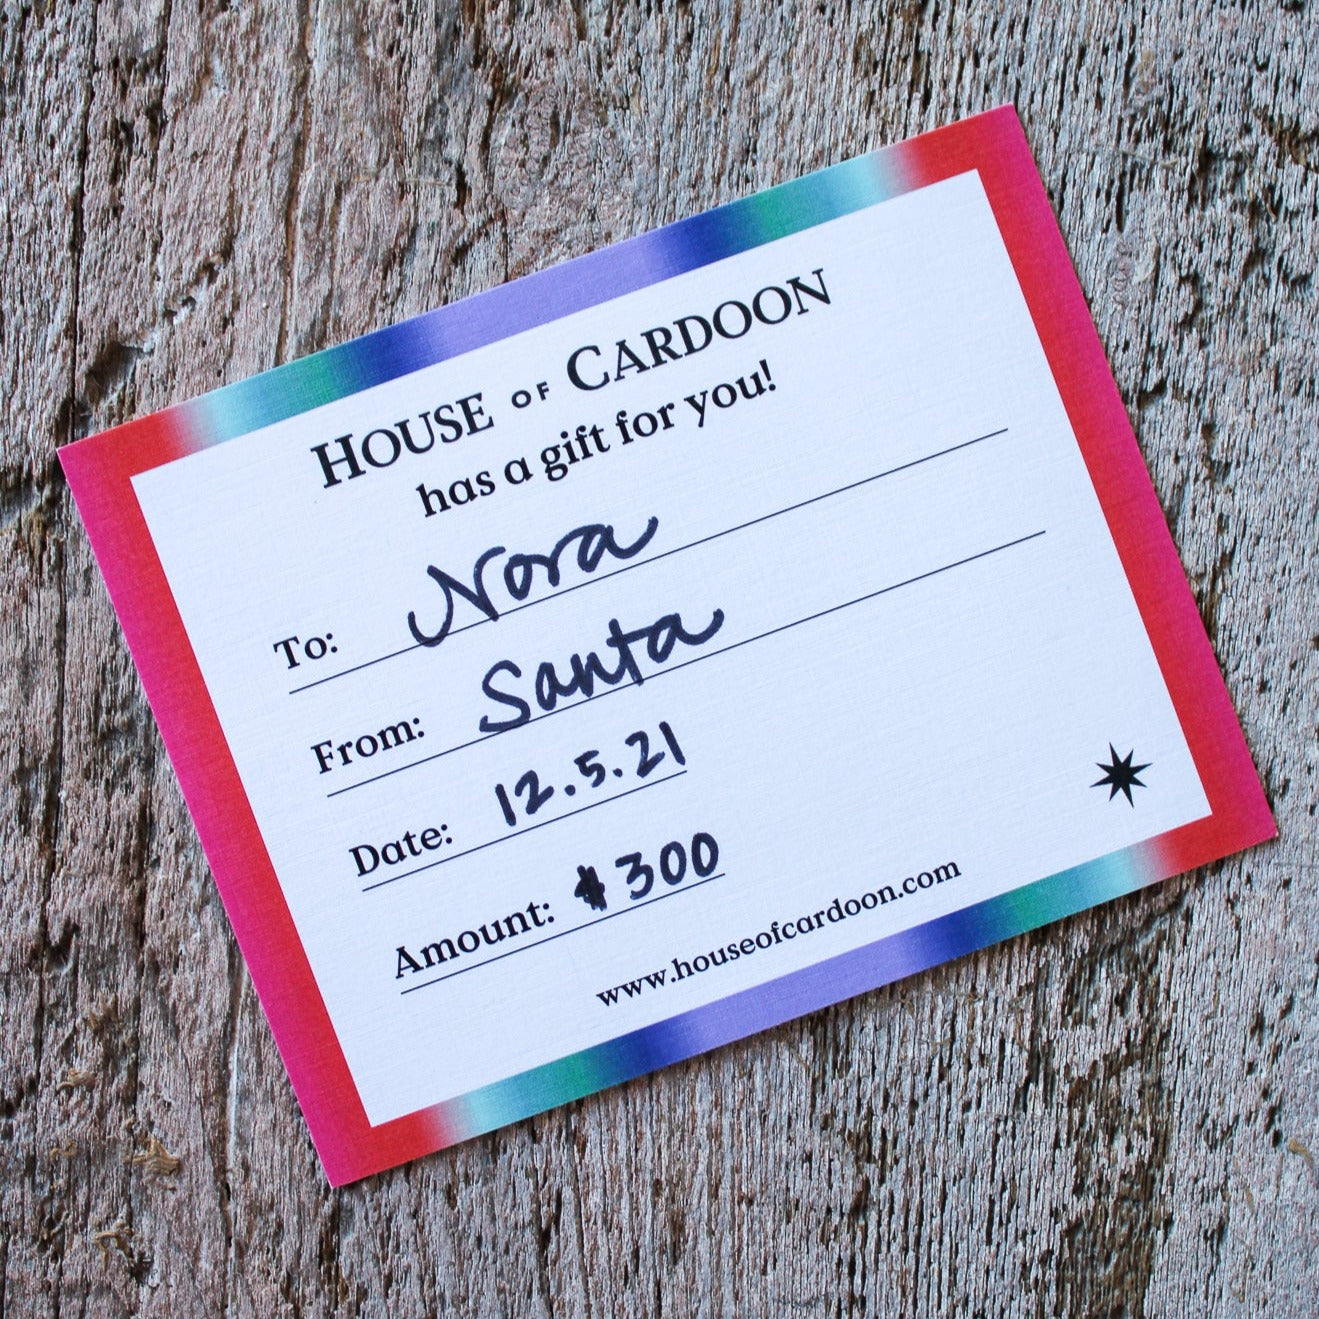 HOUSE OF CARDOON
has a gift for you!
To: Nora
From: Santa
Date: 12.5.21
Amount: $300
www.houseofcardoon.com